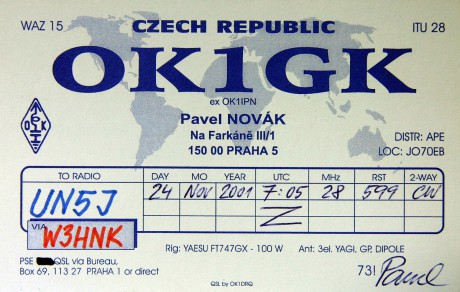 WAZ 15 CZECH REPUBLIC ITU 28
OK1GK
ex OK1IPN
Pavel NOVÁK
Na Farkáně III/1
150 00 PRAHA 5
DISTR: APE
LOC: JO70EB
TO RADIO DAY MO YEAR UTC MHz RST 2-WAY
UN5J 24 NOV 2001 7:05 28 599 CW
Z
VIA W3HNK
Rig: YAESU FT747GX - 100 W Ant: 3el. YAGI, GP, DIPOLE
PSE QSL via Bureau,
Box 69, 113 27 PRAHA 1 or direct
73! Pavel
QSL by OK1DRQ